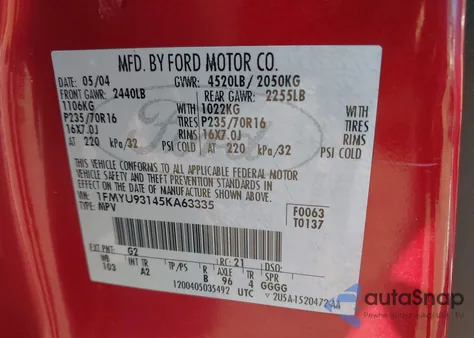 MFD. BY FORD MOTOR CO.
DATE 05/04 GVWR: 4520LB/2050KG
FRONT GAWR: 2440LB REAR GAWR: 2255LB
1106KG WITH 1022KG WITH
P235/70R16 TIRES P235/70R16 TIRES
16X7.0J RIMS 16X7.0J RIMS
AT 220 kPa/32 PSI COLD AT 220 kPa/32 PSI COLD
THIS VEHICLE CONFORMS TO ALL APPLICABLE FEDERAL MOTOR
VEHICLE SAFETY AND THEFT PREVENTION STANDARDS IN
EFFECT ON THE DATE OF MANUFACTURE SHOWN ABOVE.
VIN: 1FMYU93145KA63335
TYPE: MPV
F0063
T0137
EXT PNT: G2 RC: 21 DSO:
WB INT TR TP/PS R AXLE TR SPR
103 A2 B 96 4 GGGG
1200405035492 UTC
Ford
autoSnap